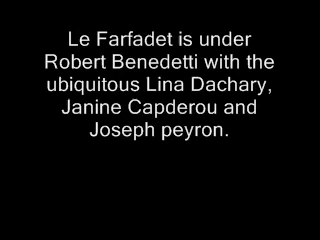 Le Farfadet is under
Robert Benedetti with the
ubiquitous Lina Dachary,
Janine Capderou and
Joseph peyron.